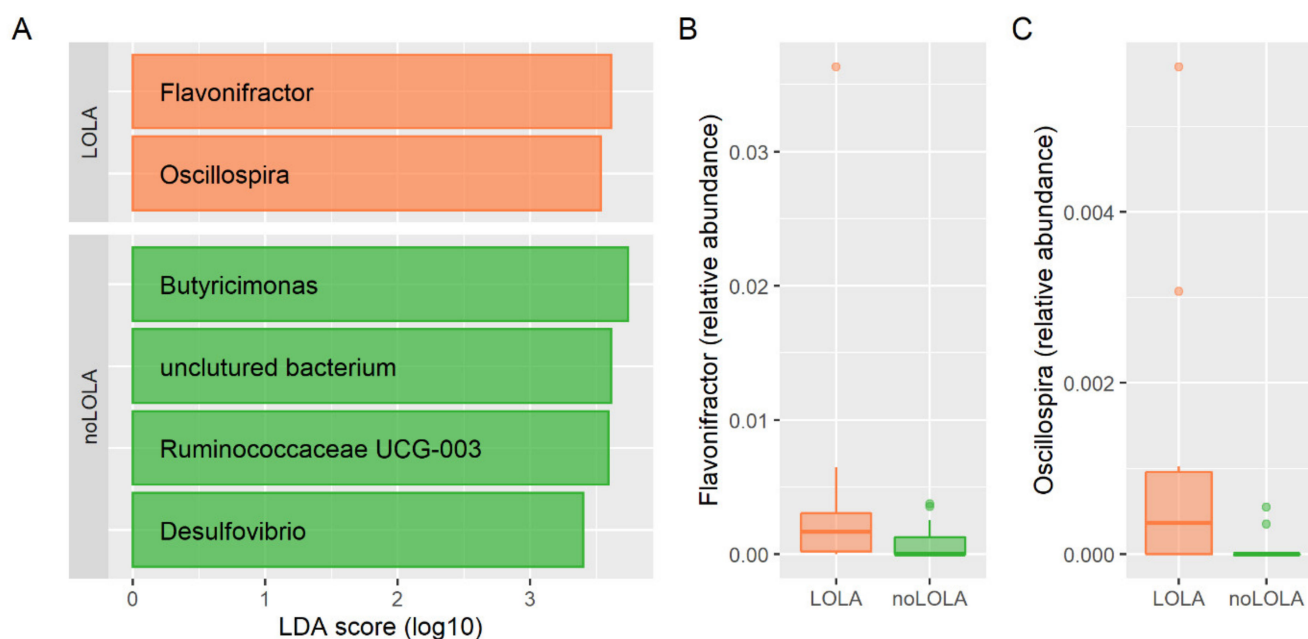 A
LOLA
Flavonifractor
Oscillospira
noLOLA
Butyricimonas
unclutured bacterium
Ruminococcaceae UCG-003
Desulfovibrio
0 1 2 3
LDA score (log10)
B
Flavonifractor (relative abundance)
0.03
0.02
0.01
0.00
LOLA noLOLA
C
Oscillospira (relative abundance)
0.004
0.002
0.000
LOLA noLOLA